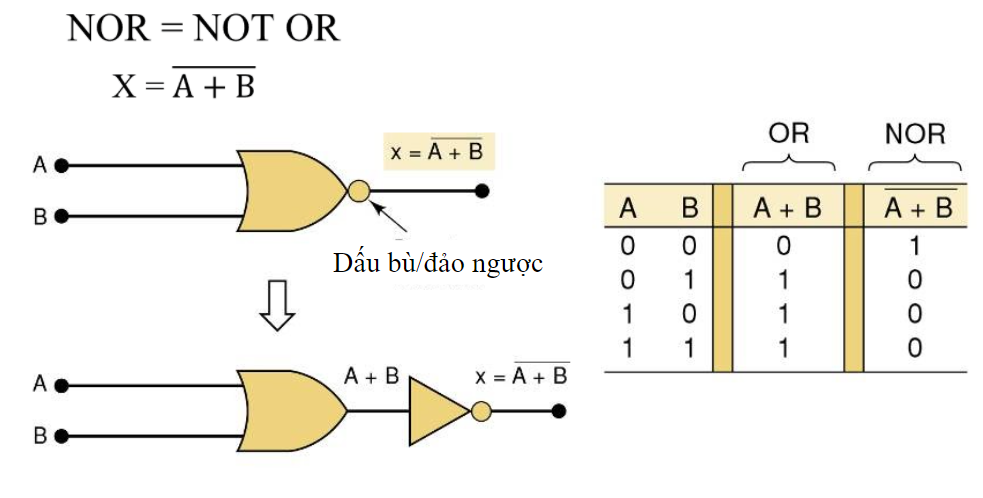 NOR = NOT OR
X = \overline{A + B}
A
B
x = \overline{A + B}
Dấu bù/đảo ngược
A
B
A + B
x = \overline{A + B}
OR NOR
A B A + B \overline{A + B}
0 0 0 1
0 1 1 0
1 0 1 0
1 1 1 0